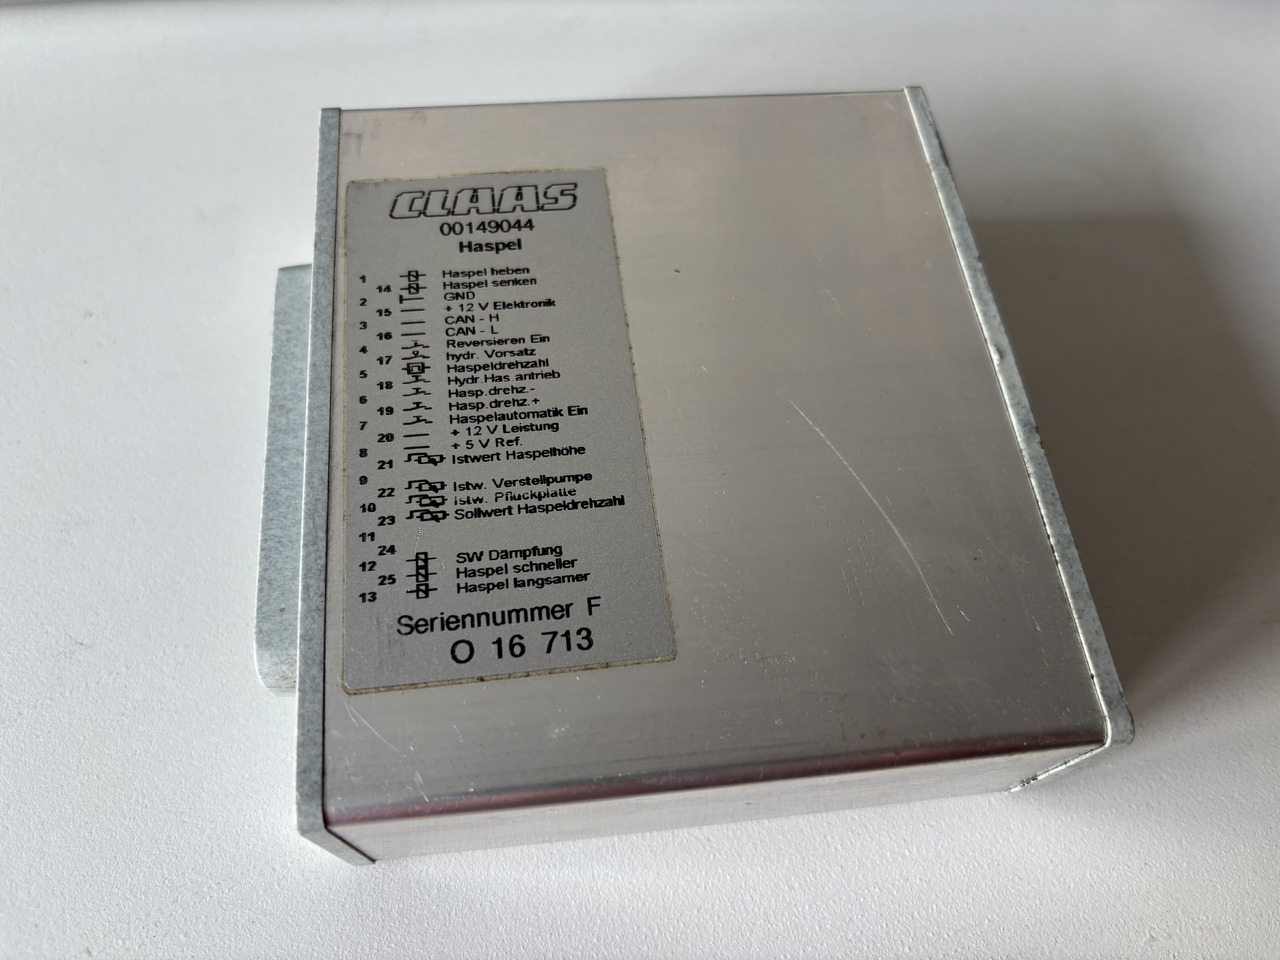 CLAAS
00149044
Haspel
1 Haspel heben
14 Haspel senken
2 GND
15 + 12 V Elektronik
3 CAN - H
16 CAN - L
4 Reversieren Ein
17 hydr. Vorsatz
5 Haspeldrehzahl
18 Hydr.Has.antrieb
6 Hasp.drehz.-
19 Hasp.drehz.+
7 Haspelautomatik Ein
20 + 12 V Leistung
8 + 5 V Ref.
21 Istwert Haspelhöhe
9
22 Istw. Verstellpumpe
10 Istw. Pflückplatte
23 Sollwert Haspeldrehzahl
11
24
12 SW Dämpfung
25 Haspel schneller
13 Haspel langsamer
Seriennummer F
O 16 713